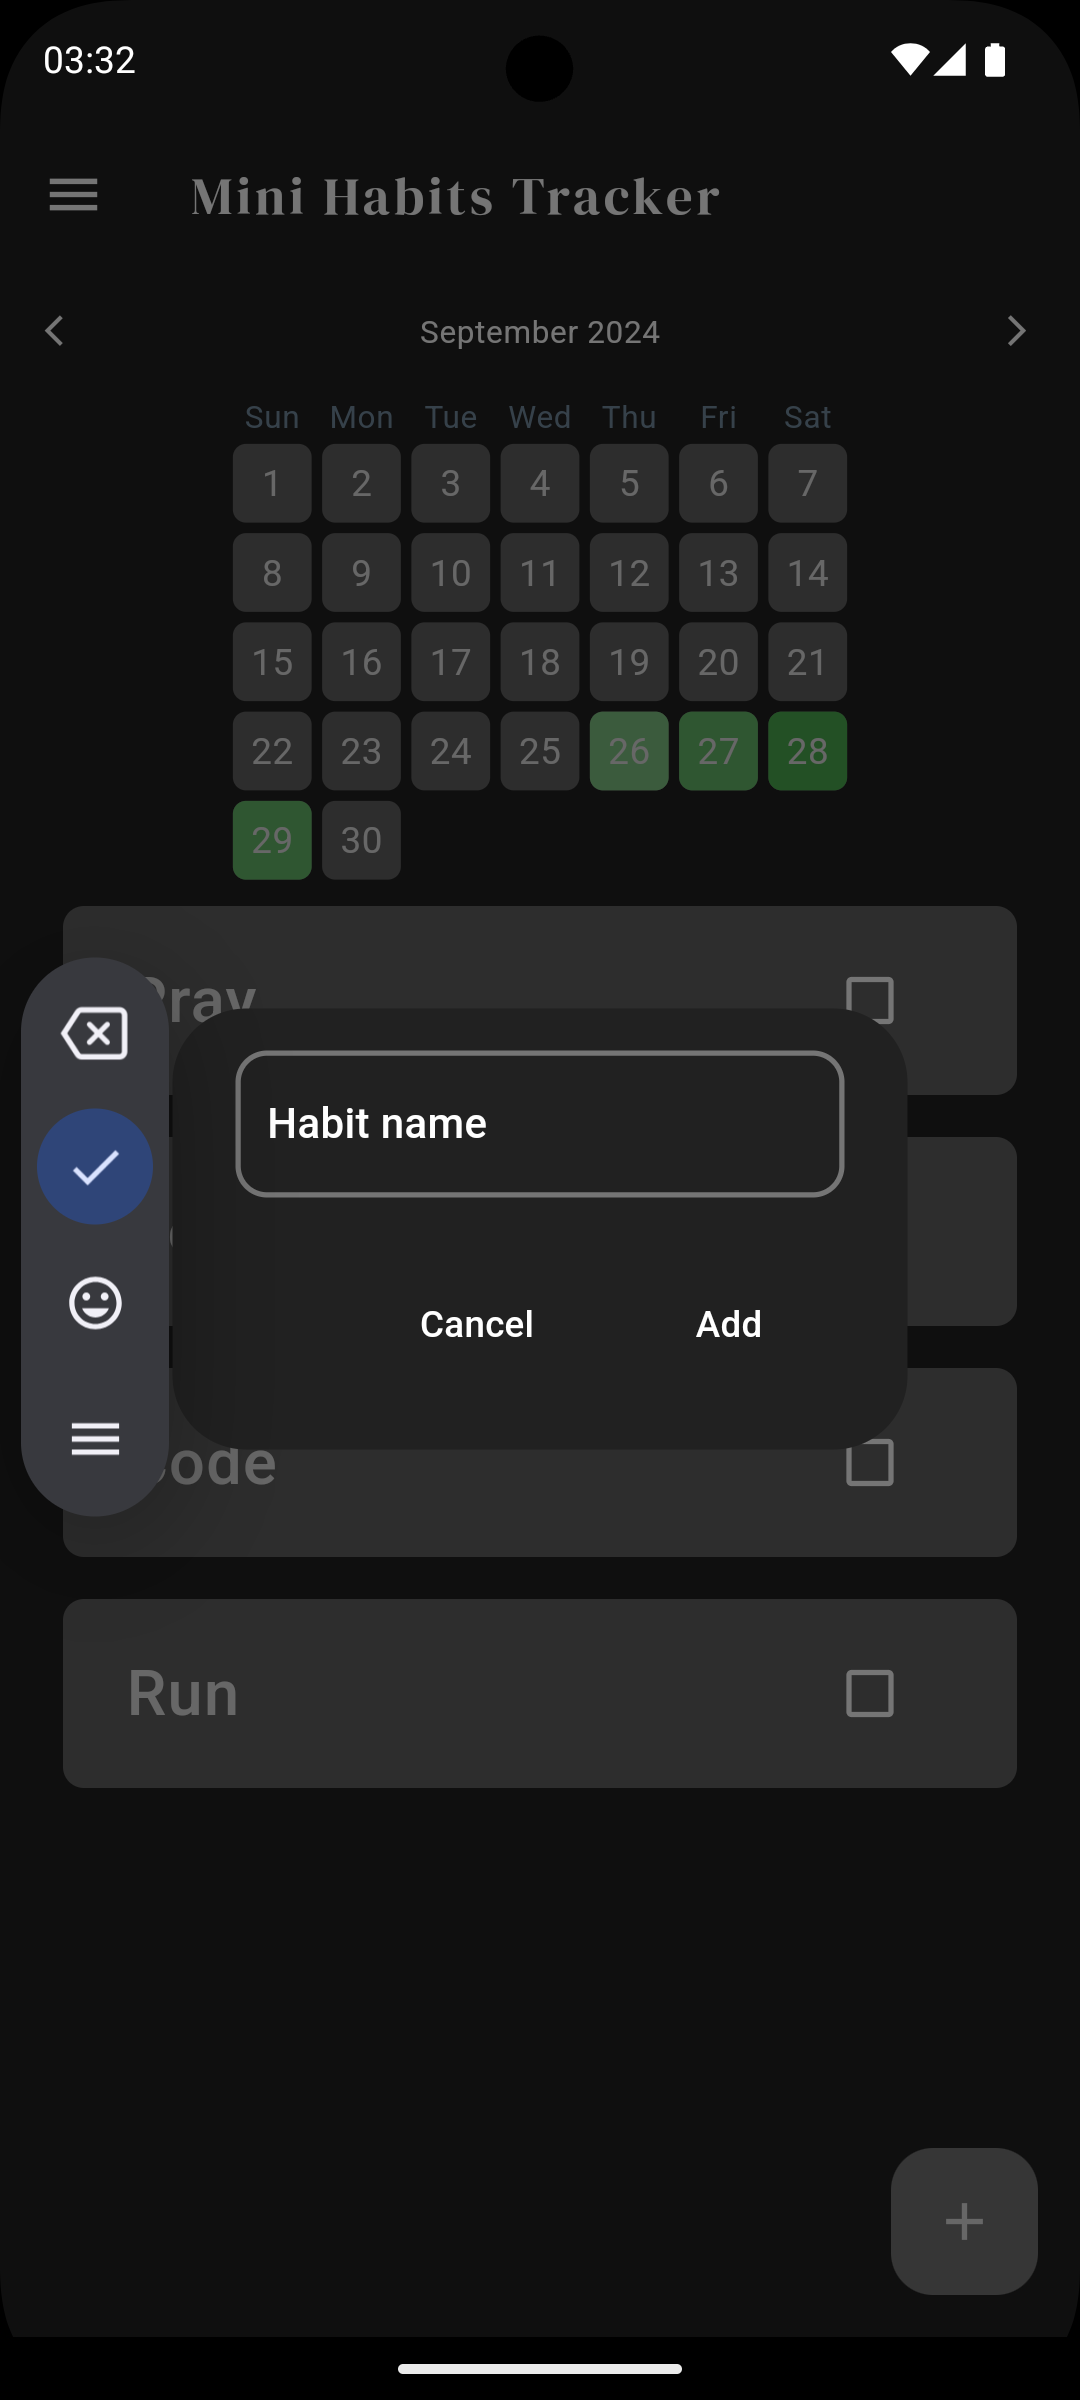 03:32
Mini Habits Tracker
September 2024
Sun Mon Tue Wed Thu Fri Sat
1 2 3 4 5 6 7
8 9 10 11 12 13 14
15 16 17 18 19 20 21
22 23 24 25 26 27 28
29 30
Pray
Habit name
Cancel Add
Code
Run